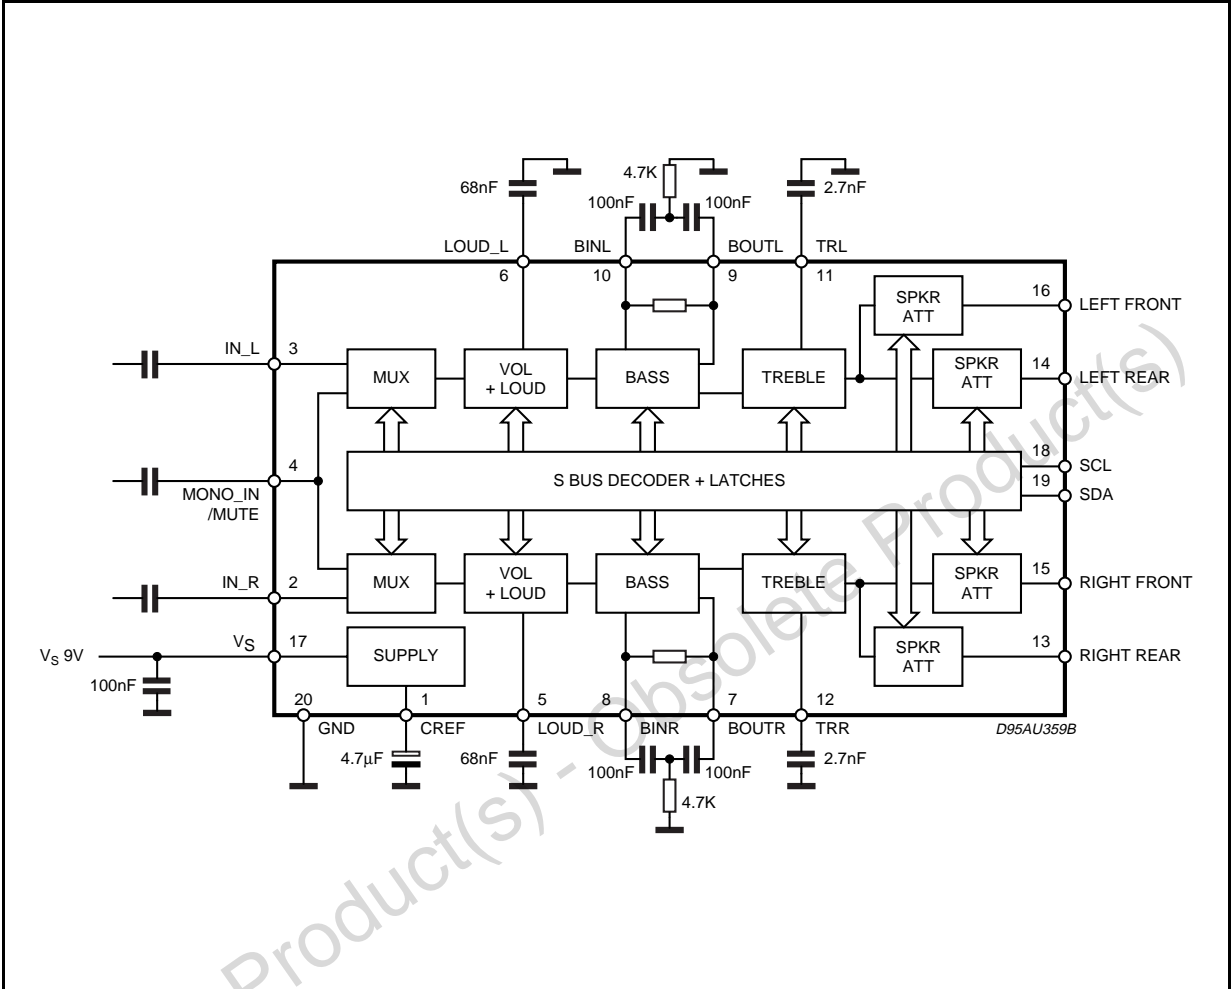 4.7K
68nF
100nF
100nF
2.7nF
LOUD_L
BINL
BOUTL
TRL
6
10
9
11
SPKR
ATT
16
LEFT FRONT
IN_L
3
MUX
VOL
+ LOUD
BASS
TREBLE
SPKR
ATT
14
LEFT REAR
4
MONO_IN
/MUTE
S BUS DECODER + LATCHES
18
SCL
19
SDA
IN_R
2
MUX
VOL
+ LOUD
BASS
TREBLE
SPKR
ATT
15
RIGHT FRONT
VS 9V
VS
17
SUPPLY
SPKR
ATT
13
RIGHT REAR
100nF
20
1
5
8
7
12
GND
CREF
LOUD_R
BINR
BOUTR
TRR
D95AU359B
4.7µF
68nF
100nF
100nF
2.7nF
4.7K
Product(s) - Obsolete Product(s)